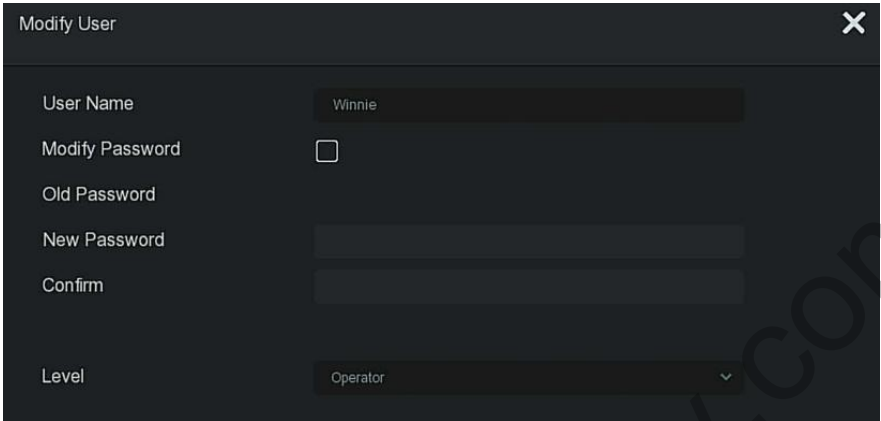 Modify User
User Name Winnie
Modify Password
Old Password
New Password
Confirm
Level Operator